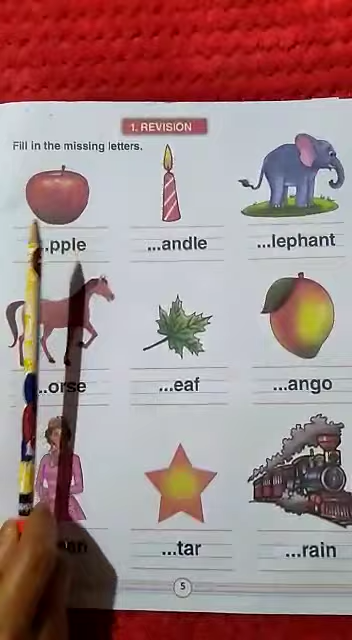 1. REVISION
Fill in the missing letters.
..pple ...andle ...lephant
..orse ...eaf ...ango
...tar ...rain
5